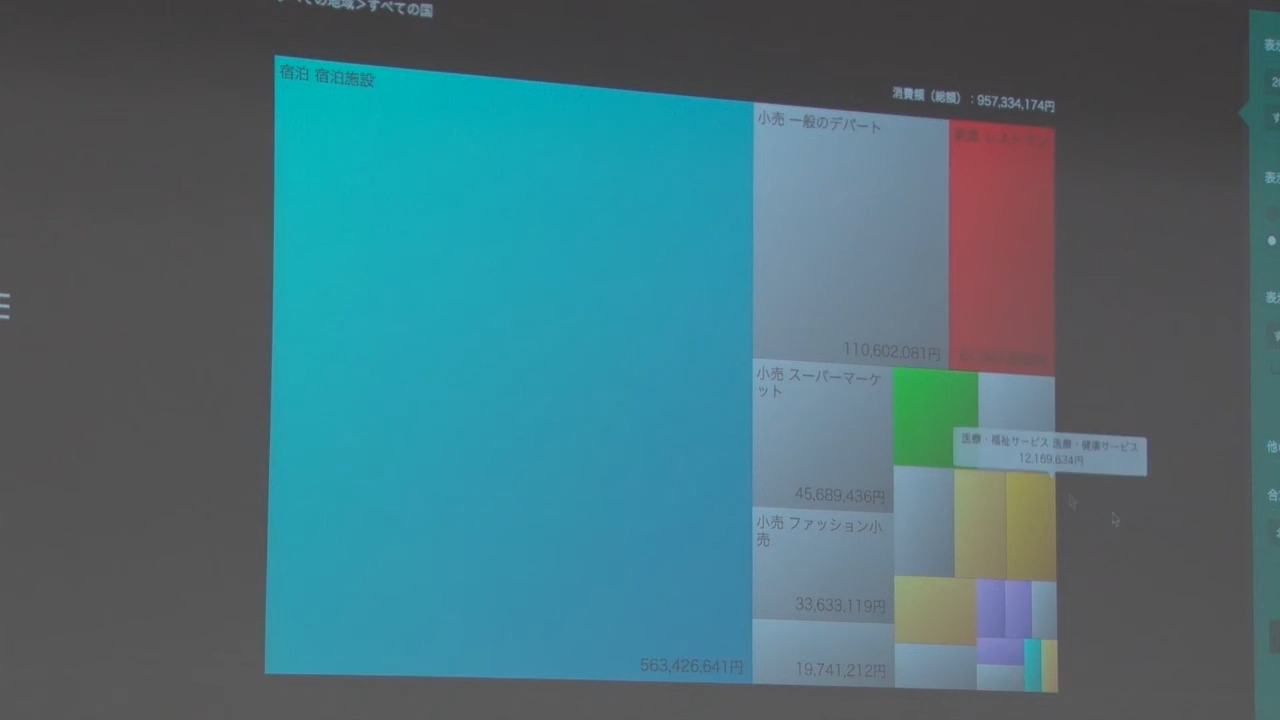 すべての地域>すべての国
消費額（総額）：957,334,174円
宿泊 宿泊施設
563,426,641円
小売 一般のデパート
110,602,081円
レストラン
小売 スーパーマーケ
ット
45,689,436円
小売 ファッション小
売
33,633,119円
19,741,212円
医療・福祉サービス 医療・健康サービス
12,169,634円